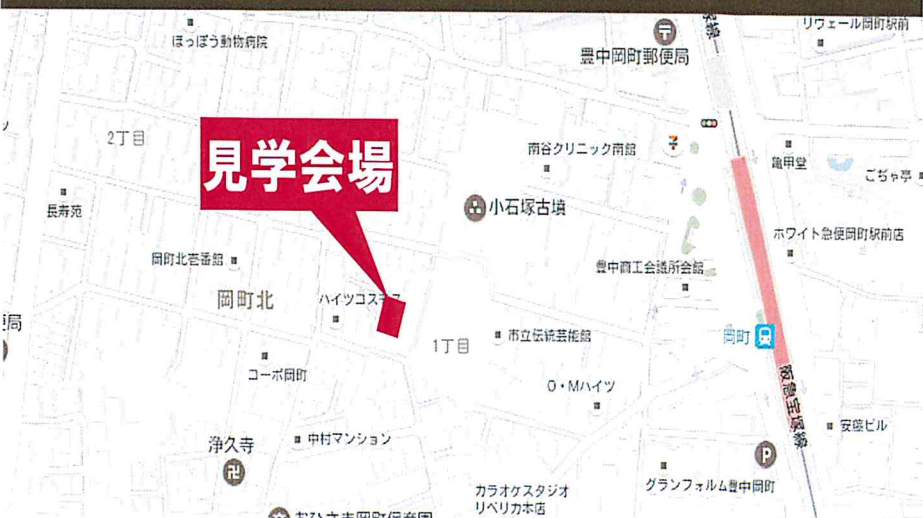 リヴェール岡町駅前
ほっぽう動物病院
豊中岡町郵便局
2丁目
見学会場
南谷クリニック南館
亀甲堂
ごぢゃ亭
長寿苑
小石塚古墳
ホワイト急便岡町駅前店
岡町北壱番館
豊中商工会議所会館
岡町北
ハイツコスモス
局
市立伝統芸能館
岡町
1丁目
コーポ岡町
O・Mハイツ
阪急宝塚線
安藤ビル
浄久寺
中村マンション
P
グランフォルム豊中岡町
カラオケスタジオ
リベリカ本店